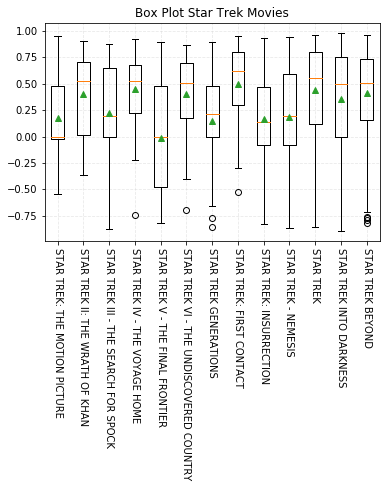 Box Plot Star Trek Movies
1.00
0.75
0.50
0.25
0.00
−0.25
−0.50
−0.75
STAR TREK: THE MOTION PICTURE
STAR TREK II: THE WRATH OF KHAN
STAR TREK III - THE SEARCH FOR SPOCK
STAR TREK IV - THE VOYAGE HOME
STAR TREK V - THE FINAL FRONTIER
STAR TREK VI - THE UNDISCOVERED COUNTRY
STAR TREK GENERATIONS
STAR TREK: FIRST CONTACT
STAR TREK: INSURRECTION
STAR TREK - NEMESIS
STAR TREK
STAR TREK INTO DARKNESS
STAR TREK BEYOND